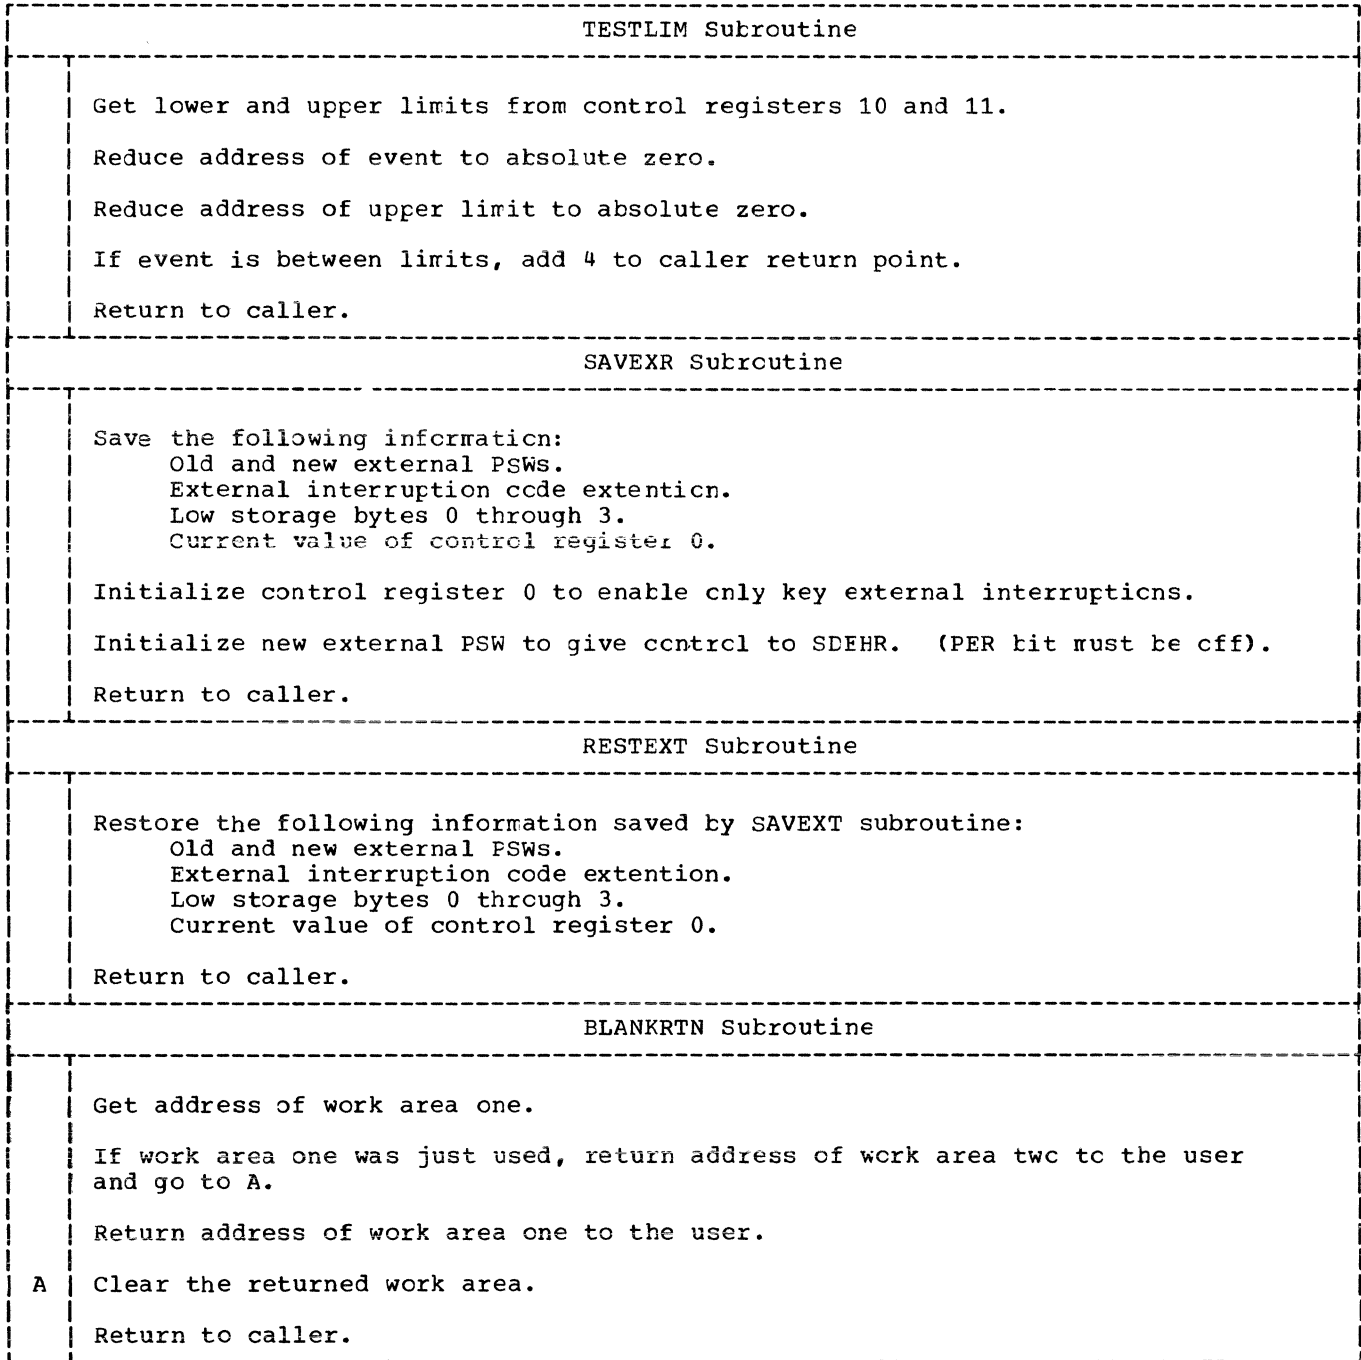 TESTLIM Subroutine
Get lower and upper limits from control registers 10 and 11.
Reduce address of event to absolute zero.
Reduce address of upper limit to absolute zero.
If event is between limits, add 4 to caller return point.
Return to caller.
SAVEXR Subroutine
Save the following information:
Old and new external PSWs.
External interruption code extention.
Low storage bytes 0 through 3.
Current value of control register 0.
Initialize control register 0 to enable only key external interruptions.
Initialize new external PSW to give control to SDEHR. (PER bit must be off).
Return to caller.
RESTEXT Subroutine
Restore the following information saved by SAVEXT subroutine:
Old and new external PSWs.
External interruption code extention.
Low storage bytes 0 through 3.
Current value of control register 0.
Return to caller.
BLANKRTN Subroutine
Get address of work area one.
If work area one was just used, return address of work area two to the user
and go to A.
Return address of work area one to the user.
A Clear the returned work area.
Return to caller.